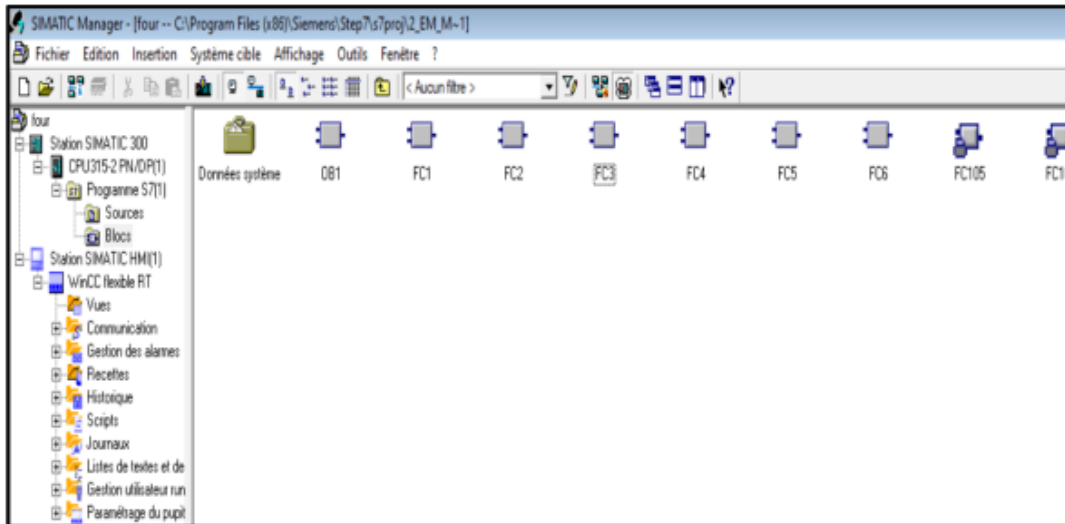 SIMATIC Manager - [four -- C:\Program Files (x86)\Siemens\Step7\s7proj\2_EM_M~1]
Fichier Edition Insertion Système cible Affichage Outils Fenêtre ?
< Aucun filtre >
four
Station SIMATIC 300
CPU315-2 PN/DP(1)
Programme S7(1)
Sources
Blocs
Station SIMATIC HMI(1)
WinCC flexible RT
Vues
Communication
Gestion des alarmes
Recettes
Historique
Scripts
Journaux
Listes de textes et de
Gestion utilisateur run
Paramétrage du pupit
Données système OB1 FC1 FC2 FC3 FC4 FC5 FC6 FC105